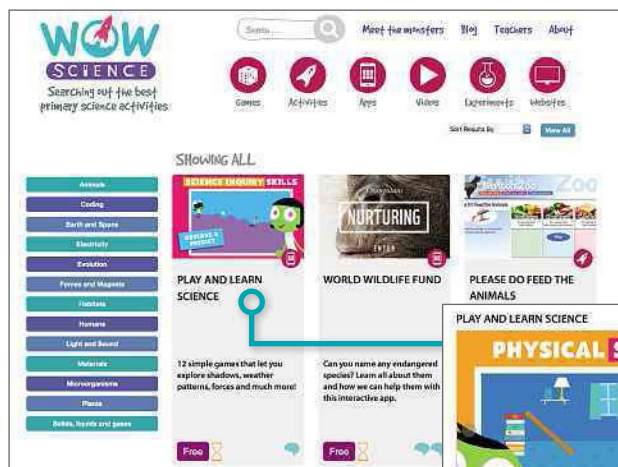 WOW
SCIENCE
Searching out the best
primary science activities
Search...
Meet the monsters Blog Teachers About
Games Activities Apps Videos Experiments Websites
Sort Results By View All
SHOWING ALL
Animals
Coding
Earth and Space
Electricity
Evolution
Forces and Magnets
Habitats
Humans
Light and Sound
Materials
Microorganisms
Plants
Solids, liquids and gases
SCIENCE INQUIRY SKILLS
OBSERVE &
PREDICT
PLAY AND LEARN
SCIENCE
12 simple games that let you
explore shadows, weather
patterns, forces and much more!
Free
NURTURING
ENTER
WORLD WILDLIFE FUND
Can you name any endangered
species? Learn all about them
and how we can help them with
this interactive app.
Free
Zoo
PLEASE DO FEED THE
ANIMALS
PLAY AND LEARN SCIENCE
PHYSICAL S